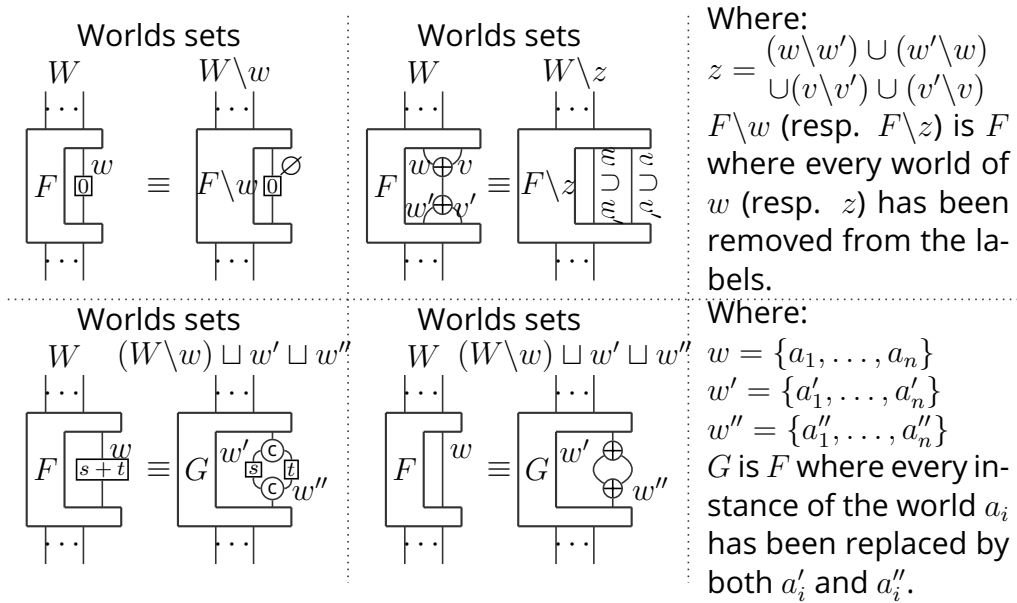 Worlds sets
W W\w
... ...
F w 0 ≡ F\w 0 ∅
... ...
Worlds sets
W W\z
... ...
F w ⊕ v w′ ⊕ v′ ≡ F\z w′ ∪ w v′ ∪ v
... ...
Where:
z = (w\w′) ∪ (w′\w)
∪(v\v′) ∪ (v′\v)
F\w (resp. F\z) is F
where every world of
w (resp. z) has been
removed from the la-
bels.
Worlds sets
W (W\w) ⊔ w′ ⊔ w″
... ...
F w s + t ≡ G w′ C s t C w″
... ...
Worlds sets
W (W\w) ⊔ w′ ⊔ w″
... ...
F w ≡ G w′ ⊕ ⊕ w″
... ...
Where:
w = {a₁, . . . , aₙ}
w′ = {a′₁, . . . , a′ₙ}
w″ = {a″₁, . . . , a″ₙ}
G is F where every in-
stance of the world aᵢ
has been replaced by
both a′ᵢ and a″ᵢ.